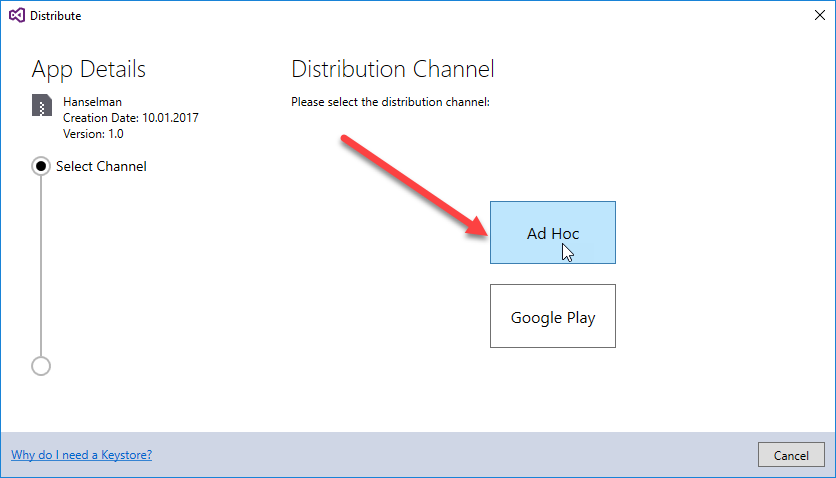 Distribute
App Details
Hanselman
Creation Date: 10.01.2017
Version: 1.0
Select Channel
Distribution Channel
Please select the distribution channel:
Ad Hoc
Google Play
Why do I need a Keystore?
Cancel